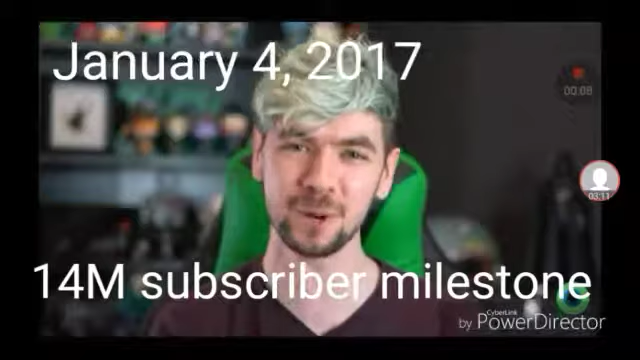 January 4, 2017
00:08
03:11
14M subscriber milestone
CyberLink
by PowerDirector